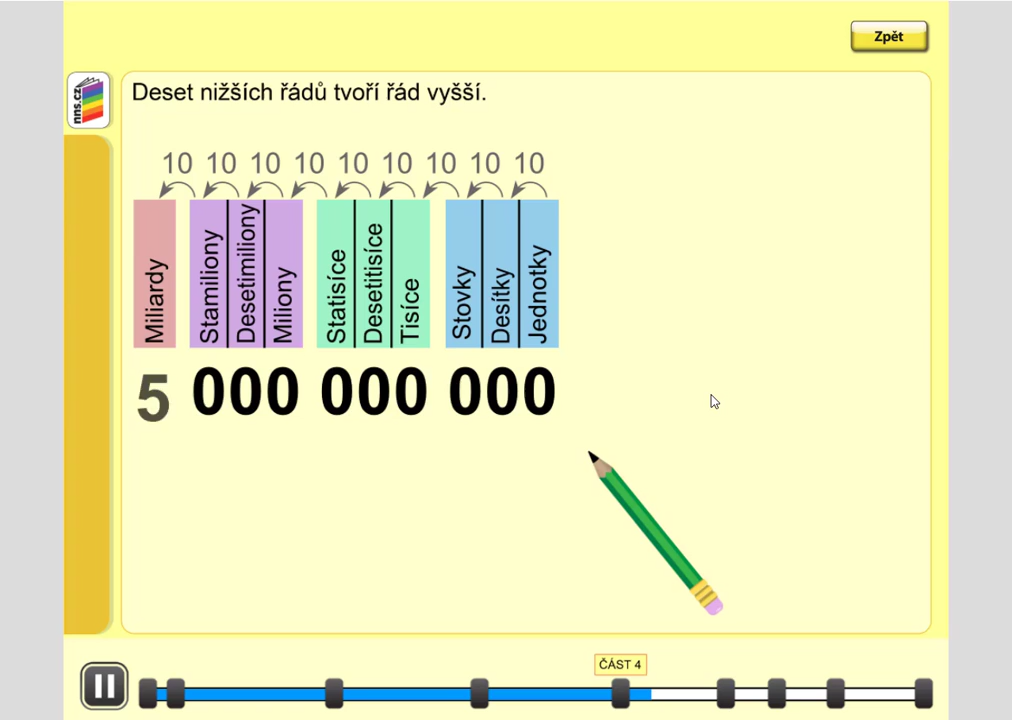 Zpět
nns.cz
Deset nižších řádů tvoří řád vyšší.
10 10 10 10 10 10 10 10 10
Miliardy Stamiliony Desetimiliony Miliony Statisíce Desetitisíce Tisíce Stovky Desítky Jednotky
5 000 000 000
ČÁST 4